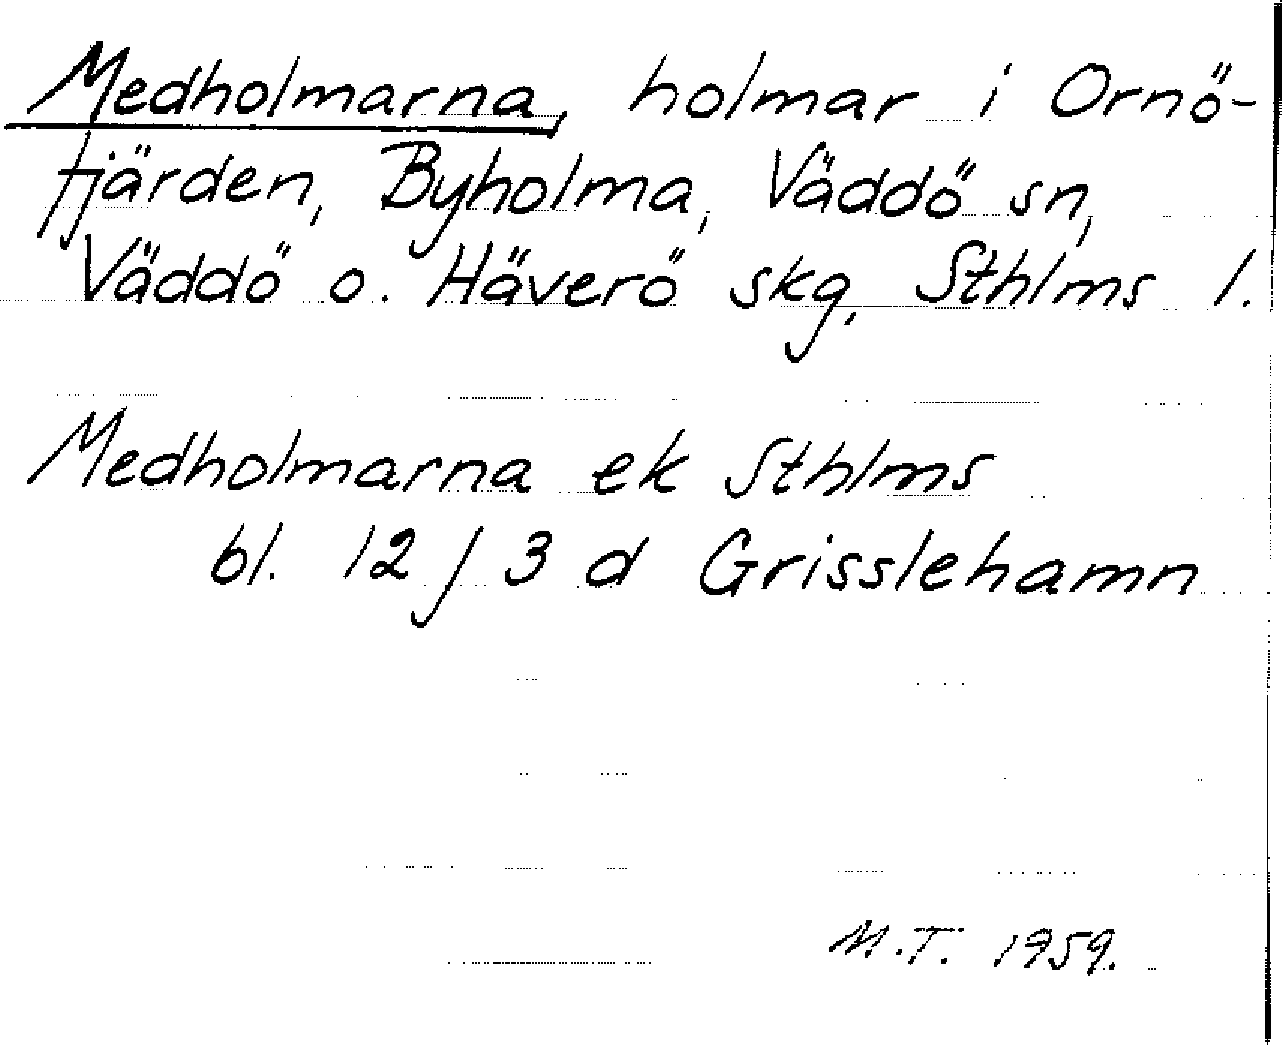 Medholmarna, holmar i Ornö-
fjärden, Byholma, Väddö sn,
Väddö o. Häverö skg, Sthlms l.
Medholmarna ek Sthlms
bl. 12 J 3 d Grisslehamn
M.T. 1959.